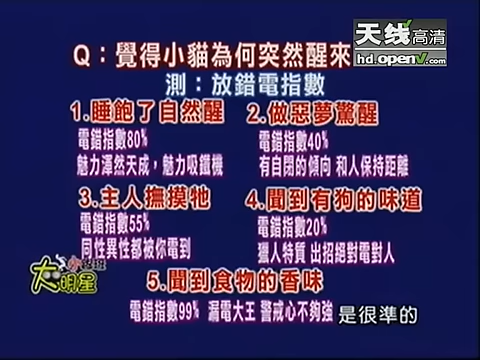 天线高清
hd.openv.com
Q：覺得小貓為何突然醒來
測：放錯電指數
1.睡飽了自然醒
電錯指數80%
魅力渾然天成，魅力吸鐵機
2.做惡夢驚醒
電錯指數40%
有自閉的傾向 和人保持距離
3.主人撫摸牠
電錯指數55%
同性異性都被你電到
4.聞到有狗的味道
電錯指數20%
獵人特質 出招絕對電對人
5.聞到食物的香味
電錯指數99% 漏電大王 警戒心不夠強
大明星
是很準的